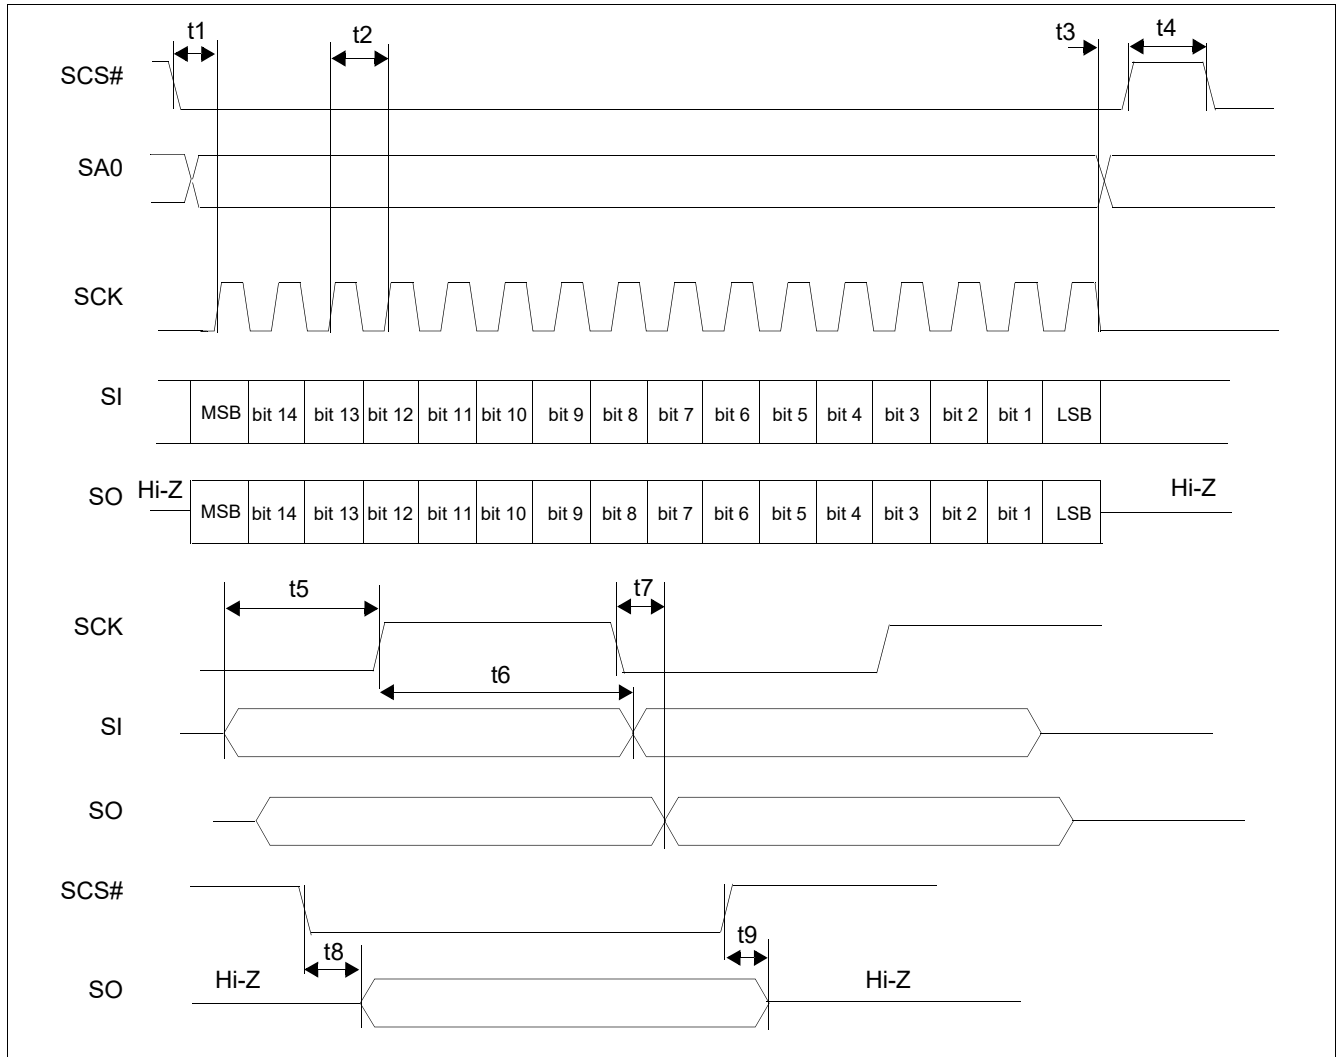 t1 t2 t3 t4
SCS#
SA0
SCK
SI MSB bit 14 bit 13 bit 12 bit 11 bit 10 bit 9 bit 8 bit 7 bit 6 bit 5 bit 4 bit 3 bit 2 bit 1 LSB
SO Hi-Z MSB bit 14 bit 13 bit 12 bit 11 bit 10 bit 9 bit 8 bit 7 bit 6 bit 5 bit 4 bit 3 bit 2 bit 1 LSB Hi-Z
t5 t7
SCK
t6
SI
SO
SCS#
t8 t9
SO Hi-Z Hi-Z